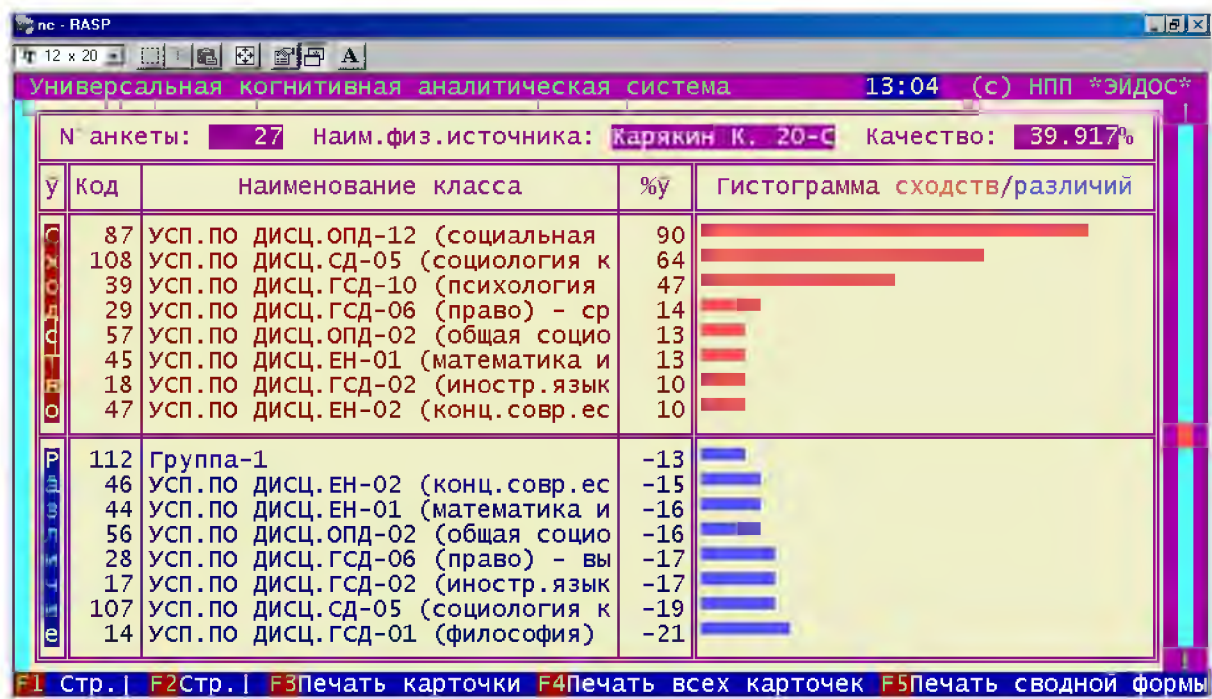 nc - RASP
12 x 20 A
Универсальная когнитивная аналитическая система 13:04 (c) НПП *ЭЙДОС*
N анкеты: 27 Наим.физ.источника: Карякин К. 20-С Качество: 39.917%
ў Код Наименование класса %ў Гистограмма сходств/различий
Сходство
87 УСП.ПО ДИСЦ.ОПД-12 (социальная 90
108 УСП.ПО ДИСЦ.СД-05 (социология к 64
39 УСП.ПО ДИСЦ.ГСД-10 (психология 47
29 УСП.ПО ДИСЦ.ГСД-06 (право) - ср 14
57 УСП.ПО ДИСЦ.ОПД-02 (общая социо 13
45 УСП.ПО ДИСЦ.ЕН-01 (математика и 13
18 УСП.ПО ДИСЦ.ГСД-02 (иностр.язык 10
47 УСП.ПО ДИСЦ.ЕН-02 (конц.совр.ес 10
Различие
112 Группа-1 -13
46 УСП.ПО ДИСЦ.ЕН-02 (конц.совр.ес -15
44 УСП.ПО ДИСЦ.ЕН-01 (математика и -16
56 УСП.ПО ДИСЦ.ОПД-02 (общая социо -16
28 УСП.ПО ДИСЦ.ГСД-06 (право) - вы -17
17 УСП.ПО ДИСЦ.ГСД-02 (иностр.язык -17
107 УСП.ПО ДИСЦ.СД-05 (социология к -19
14 УСП.ПО ДИСЦ.ГСД-01 (философия) -21
F1 Стр.| F2Стр.| F3Печать карточки F4Печать всех карточек F5Печать сводной формы